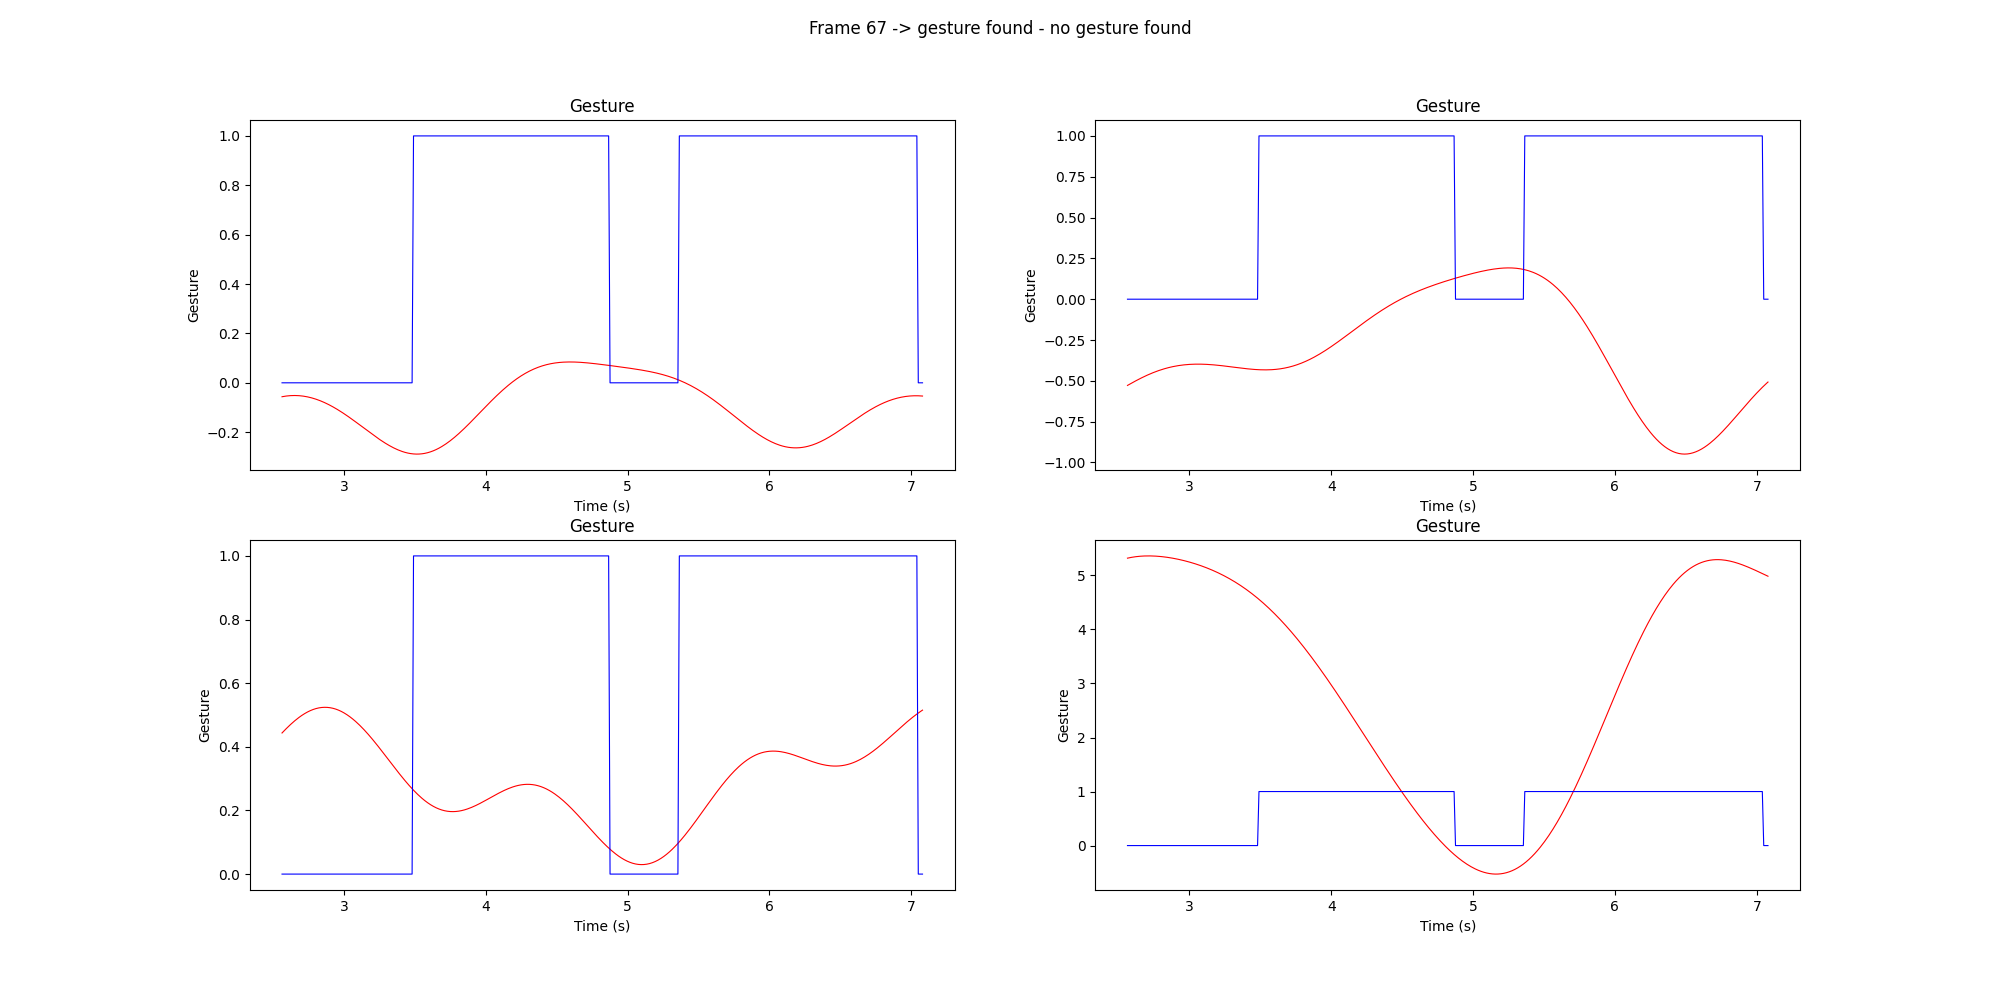 Frame 67 -> gesture found - no gesture found
Gesture
1.0
0.8
0.6
0.4
0.2
0.0
−0.2
Gesture
3 4 5 6 7
Time (s)
Gesture
1.00
0.75
0.50
0.25
0.00
−0.25
−0.50
−0.75
−1.00
Gesture
3 4 5 6 7
Time (s)
Gesture
1.0
0.8
0.6
0.4
0.2
0.0
Gesture
3 4 5 6 7
Time (s)
Gesture
5
4
3
2
1
0
Gesture
3 4 5 6 7
Time (s)